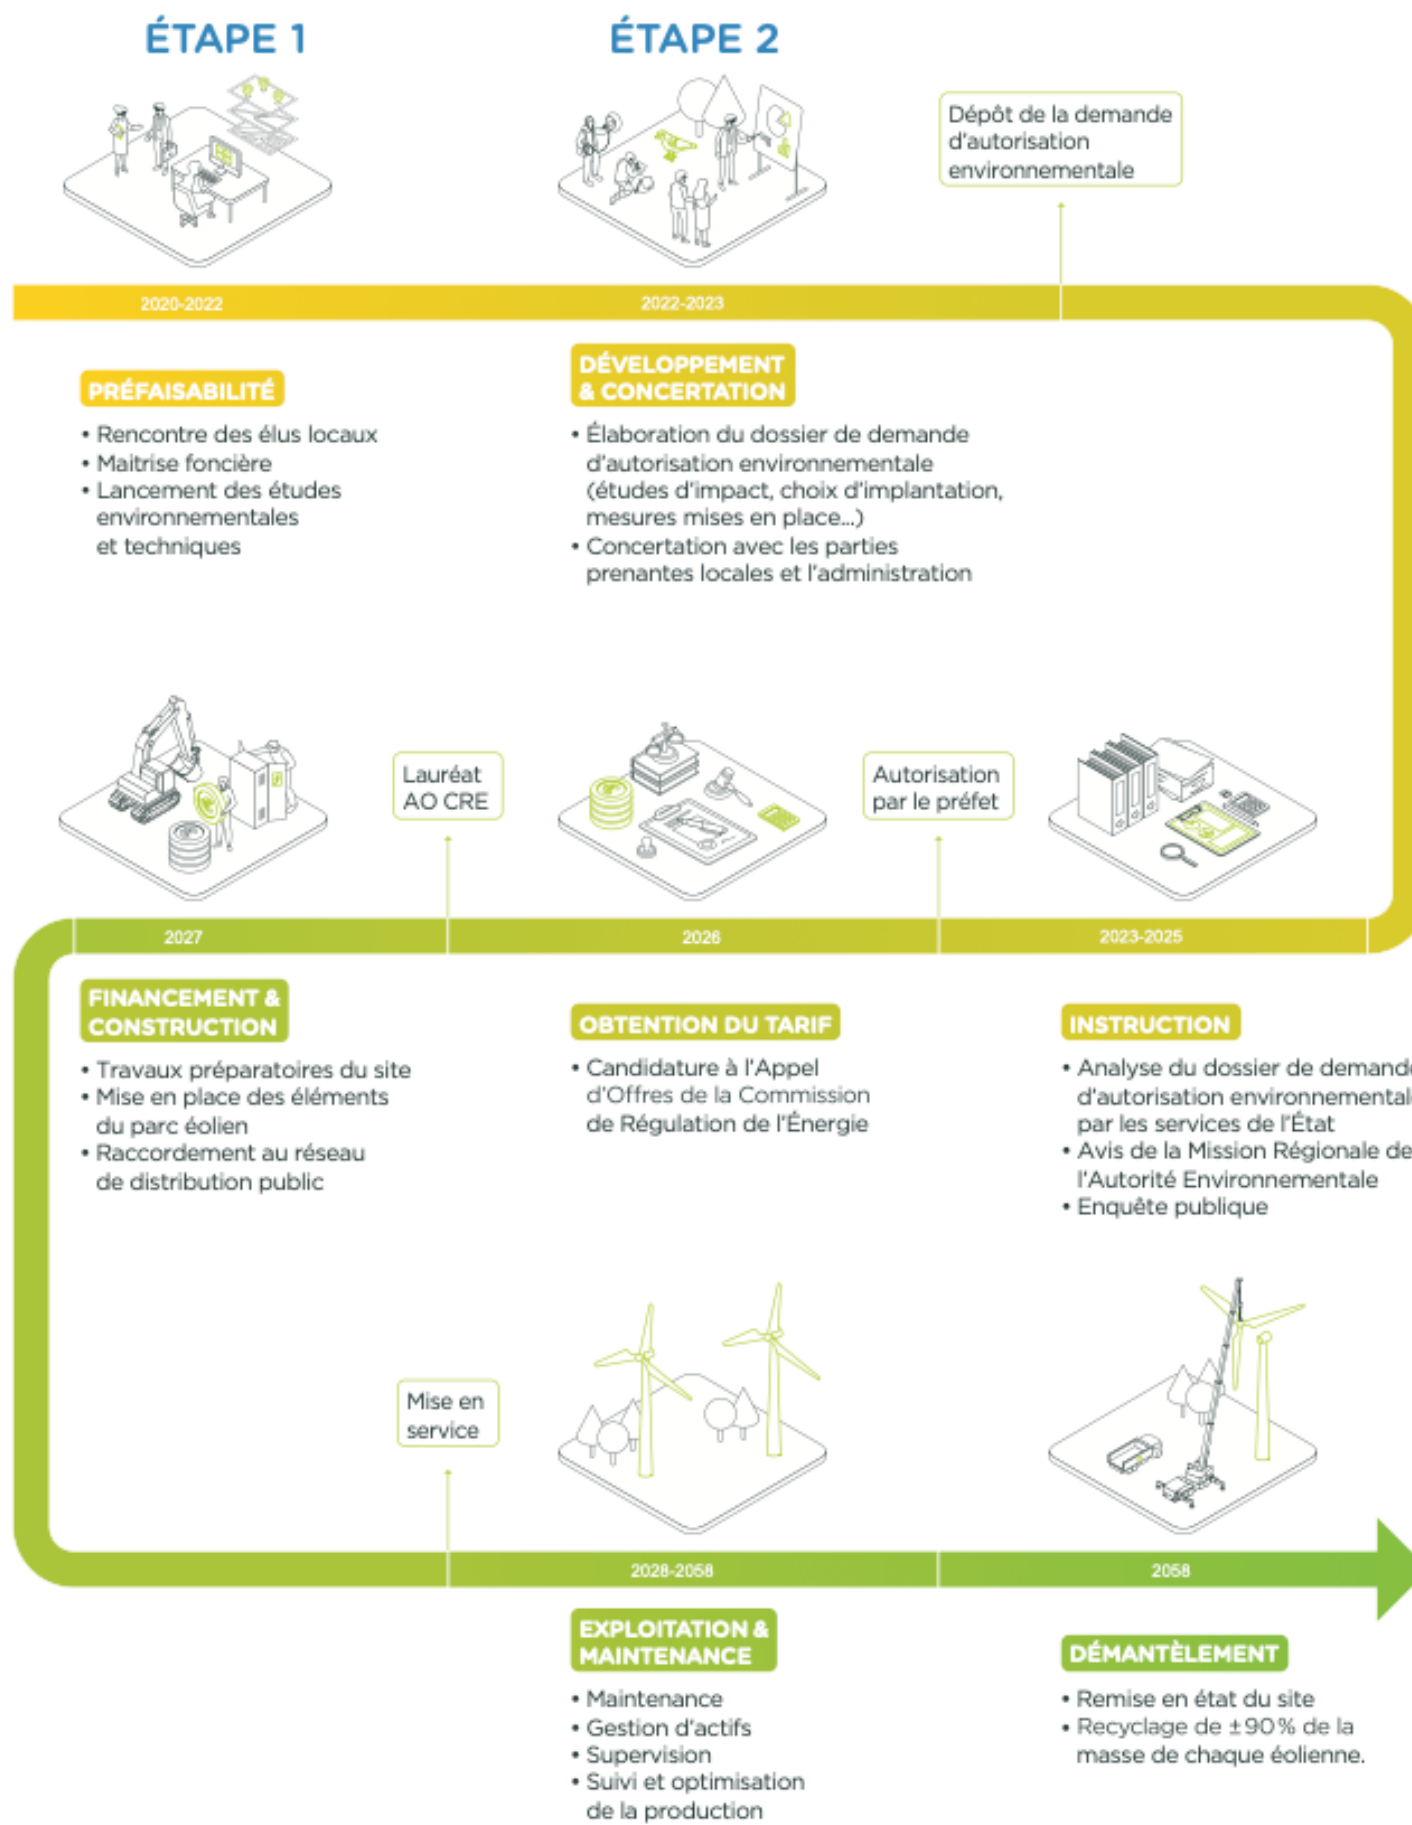 ÉTAPE 1
ÉTAPE 2
Dépôt de la demande
d'autorisation
environnementale
2020-2022
2022-2023
PRÉFAISABILITÉ
• Rencontre des élus locaux
• Maitrise foncière
• Lancement des études
environnementales
et techniques
DÉVELOPPEMENT
& CONCERTATION
• Élaboration du dossier de demande
d'autorisation environnementale
(études d'impact, choix d'implantation,
mesures mises en place...)
• Concertation avec les parties
prenantes locales et l'administration
Autorisation
par le préfet
Lauréat
AO CRE
2023-2025
2026
2027
INSTRUCTION
• Analyse du dossier de demande
d'autorisation environnementale
par les services de l'État
• Avis de la Mission Régionale de
l'Autorité Environnementale
• Enquête publique
OBTENTION DU TARIF
• Candidature à l'Appel
d'Offres de la Commission
de Régulation de l'Énergie
FINANCEMENT &
CONSTRUCTION
• Travaux préparatoires du site
• Mise en place des éléments
du parc éolien
• Raccordement au réseau
de distribution public
Mise en
service
2028-2058
2058
EXPLOITATION &
MAINTENANCE
• Maintenance
• Gestion d'actifs
• Supervision
• Suivi et optimisation
de la production
DÉMANTÈLEMENT
• Remise en état du site
• Recyclage de ±90% de la
masse de chaque éolienne.